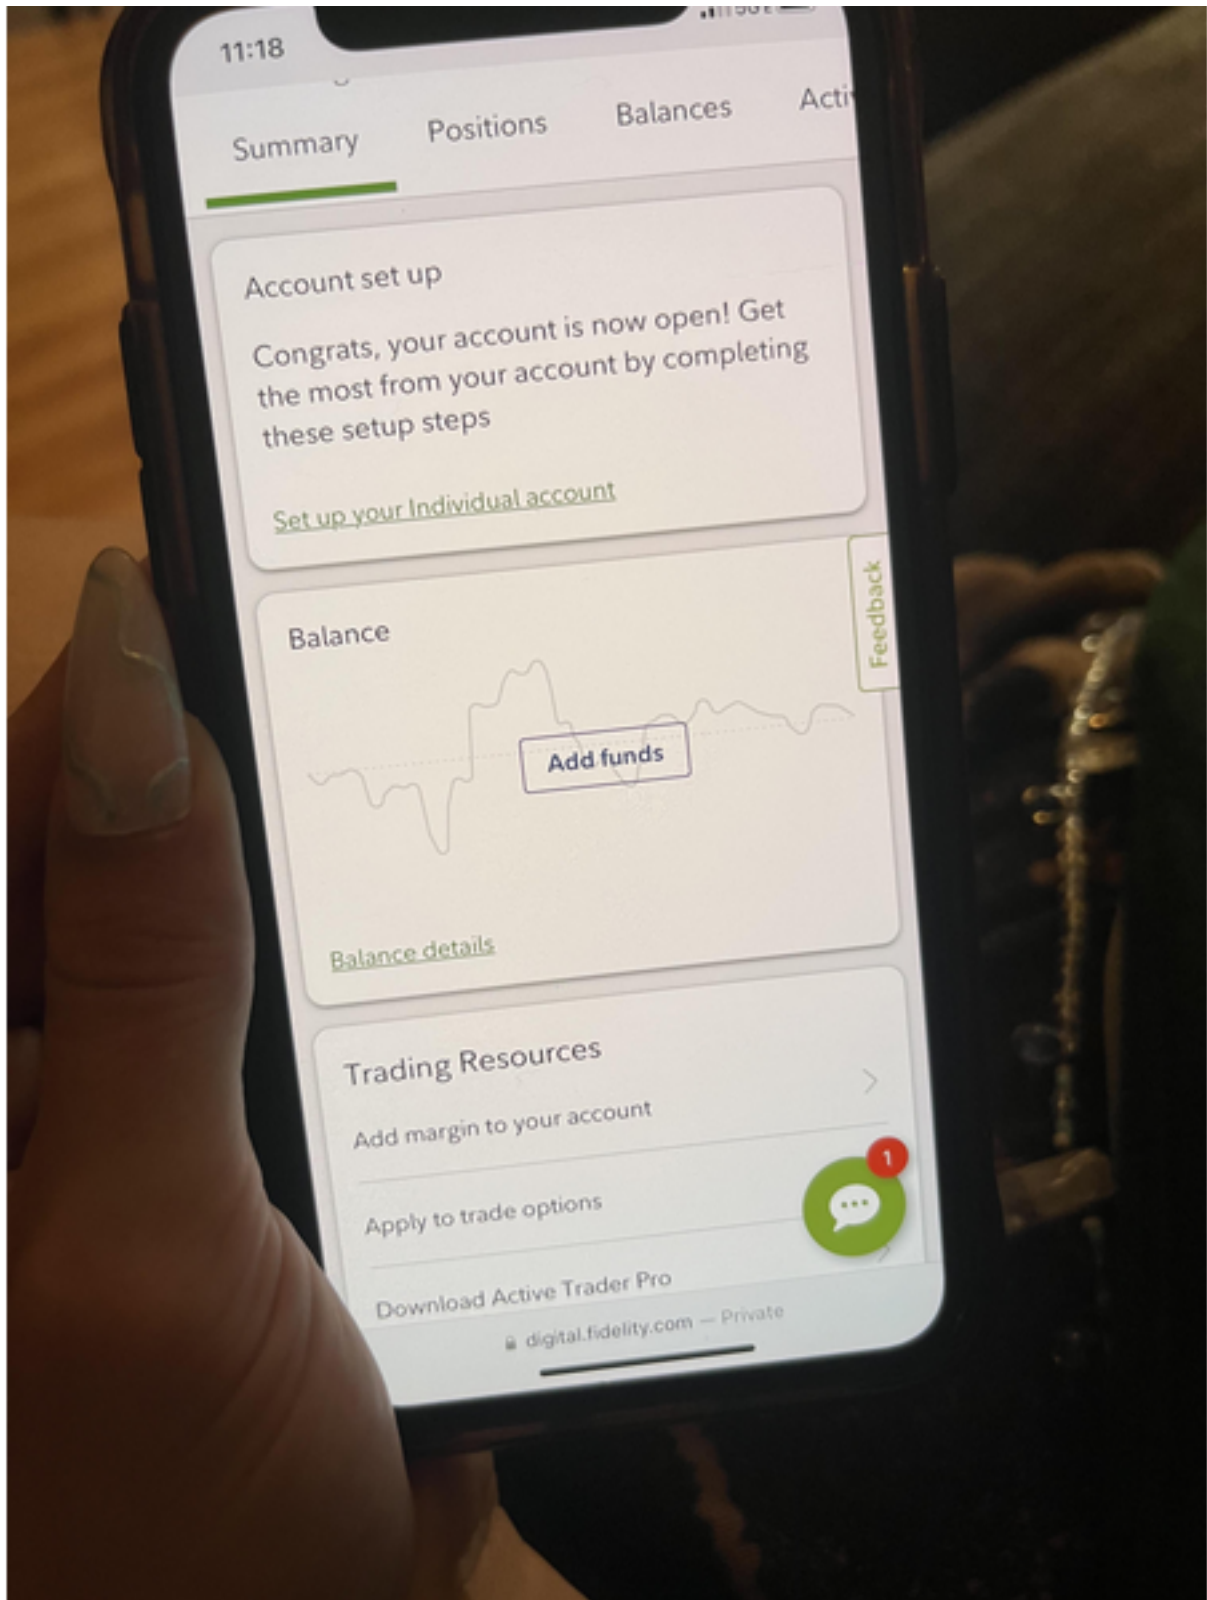 11:18
Summary Positions Balances Acti
Account set up
Congrats, your account is now open! Get
the most from your account by completing
these setup steps
Set up your Individual account
Feedback
Balance
Add funds
Balance details
Trading Resources
Add margin to your account
1
Apply to trade options
Download Active Trader Pro
digital.fidelity.com — Private